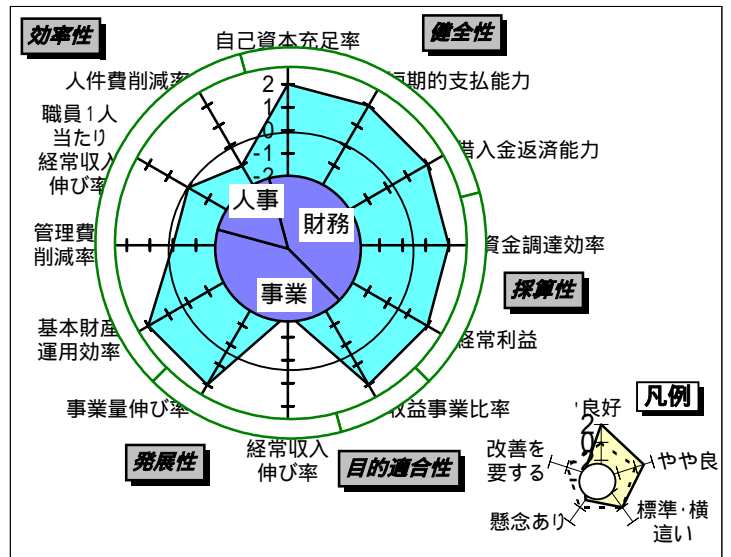 効率性
健全性
自己資本充足率
人件費削減率
短期的支払能力
職員1人
当たり
経常収入
伸び率
借入金返済能力
2
1
0
-1
-2
人事
財務
事業
管理費
削減率
資金調達効率
採算性
基本財産
運用効率
経常利益
事業量伸び率
収益事業比率
発展性
経常収入
伸び率
目的適合性
凡例
良好
2
0
2
改善を
要する
やや良
懸念あり
標準・横
這い